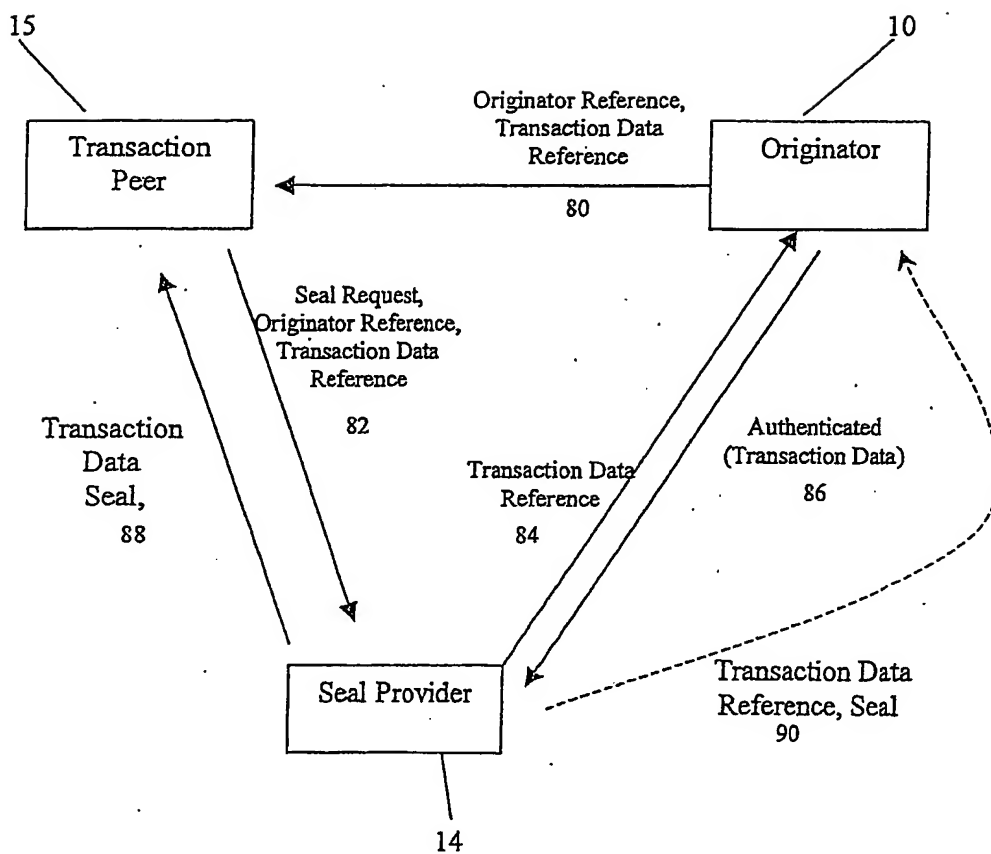 15
10
Originator Reference,
Transaction Data
Reference
Transaction
Peer
Originator
80
Seal Request,
Originator Reference,
Transaction Data
Reference
82
Transaction
Data
Seal,
88
Transaction Data
Reference
84
Authenticated
(Transaction Data)
86
Seal Provider
Transaction Data
Reference, Seal
90
14